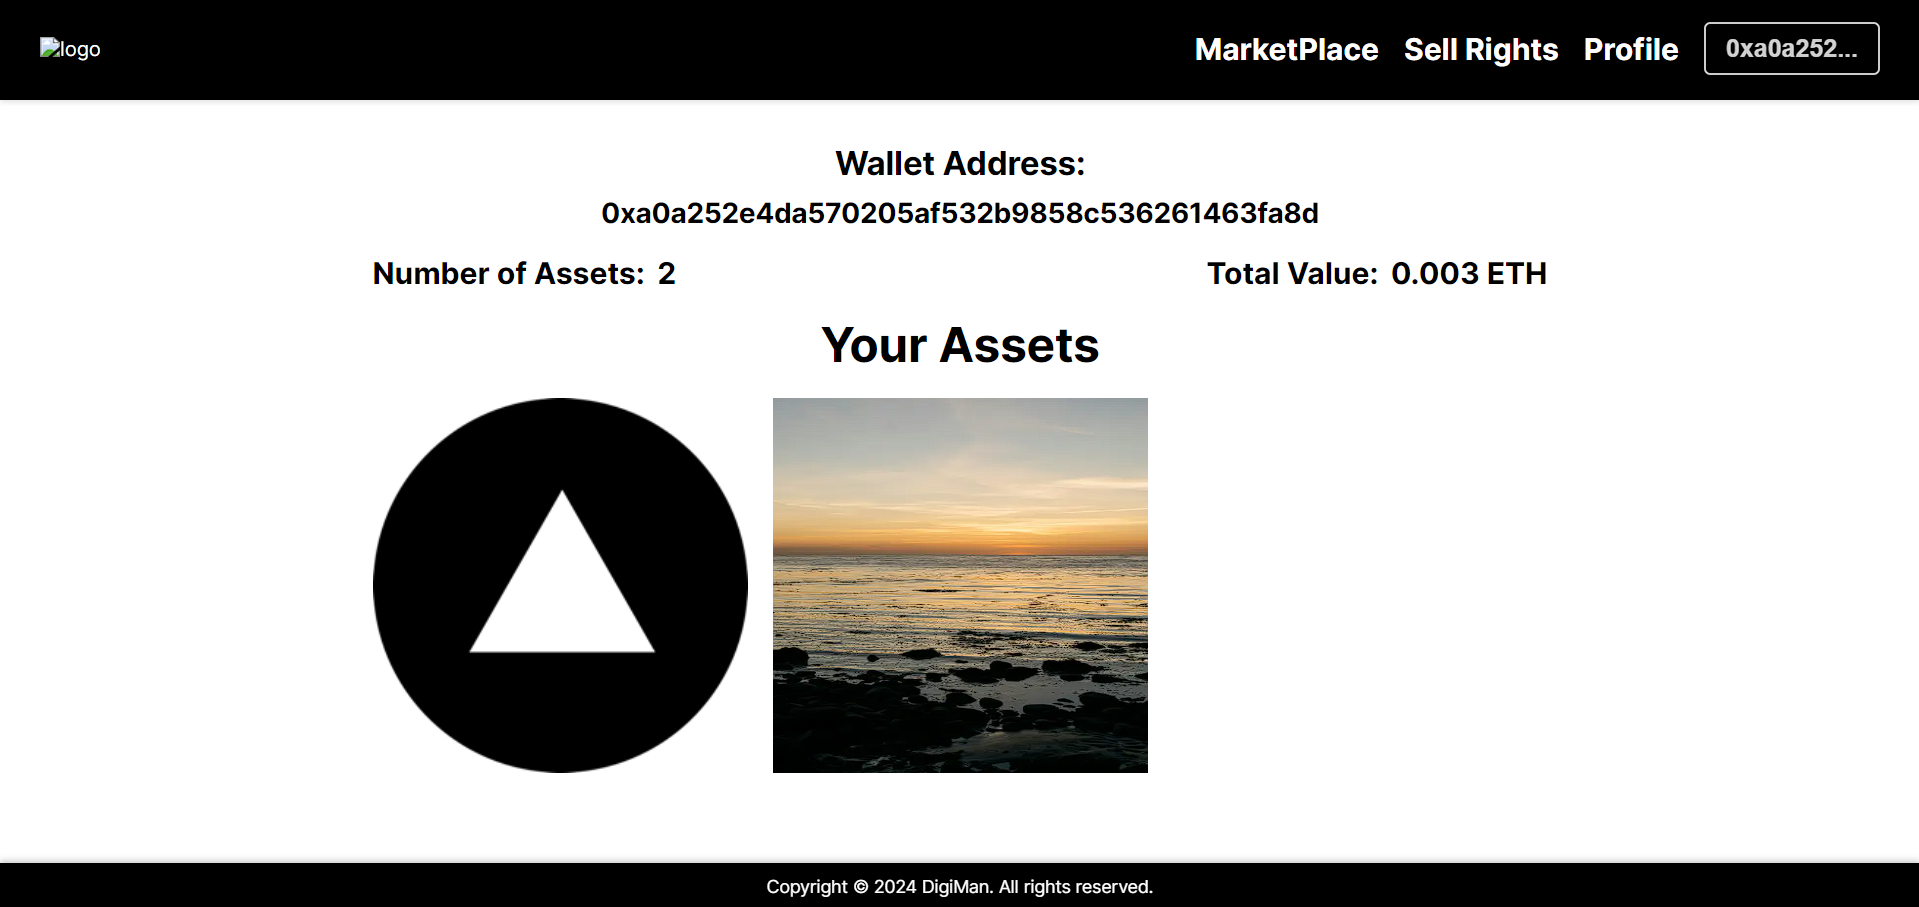 logo
MarketPlace Sell Rights Profile 0xa0a252...
Wallet Address:
0xa0a252e4da570205af532b9858c536261463fa8d
Number of Assets: 2 Total Value: 0.003 ETH
Your Assets
Copyright © 2024 DigiMan. All rights reserved.